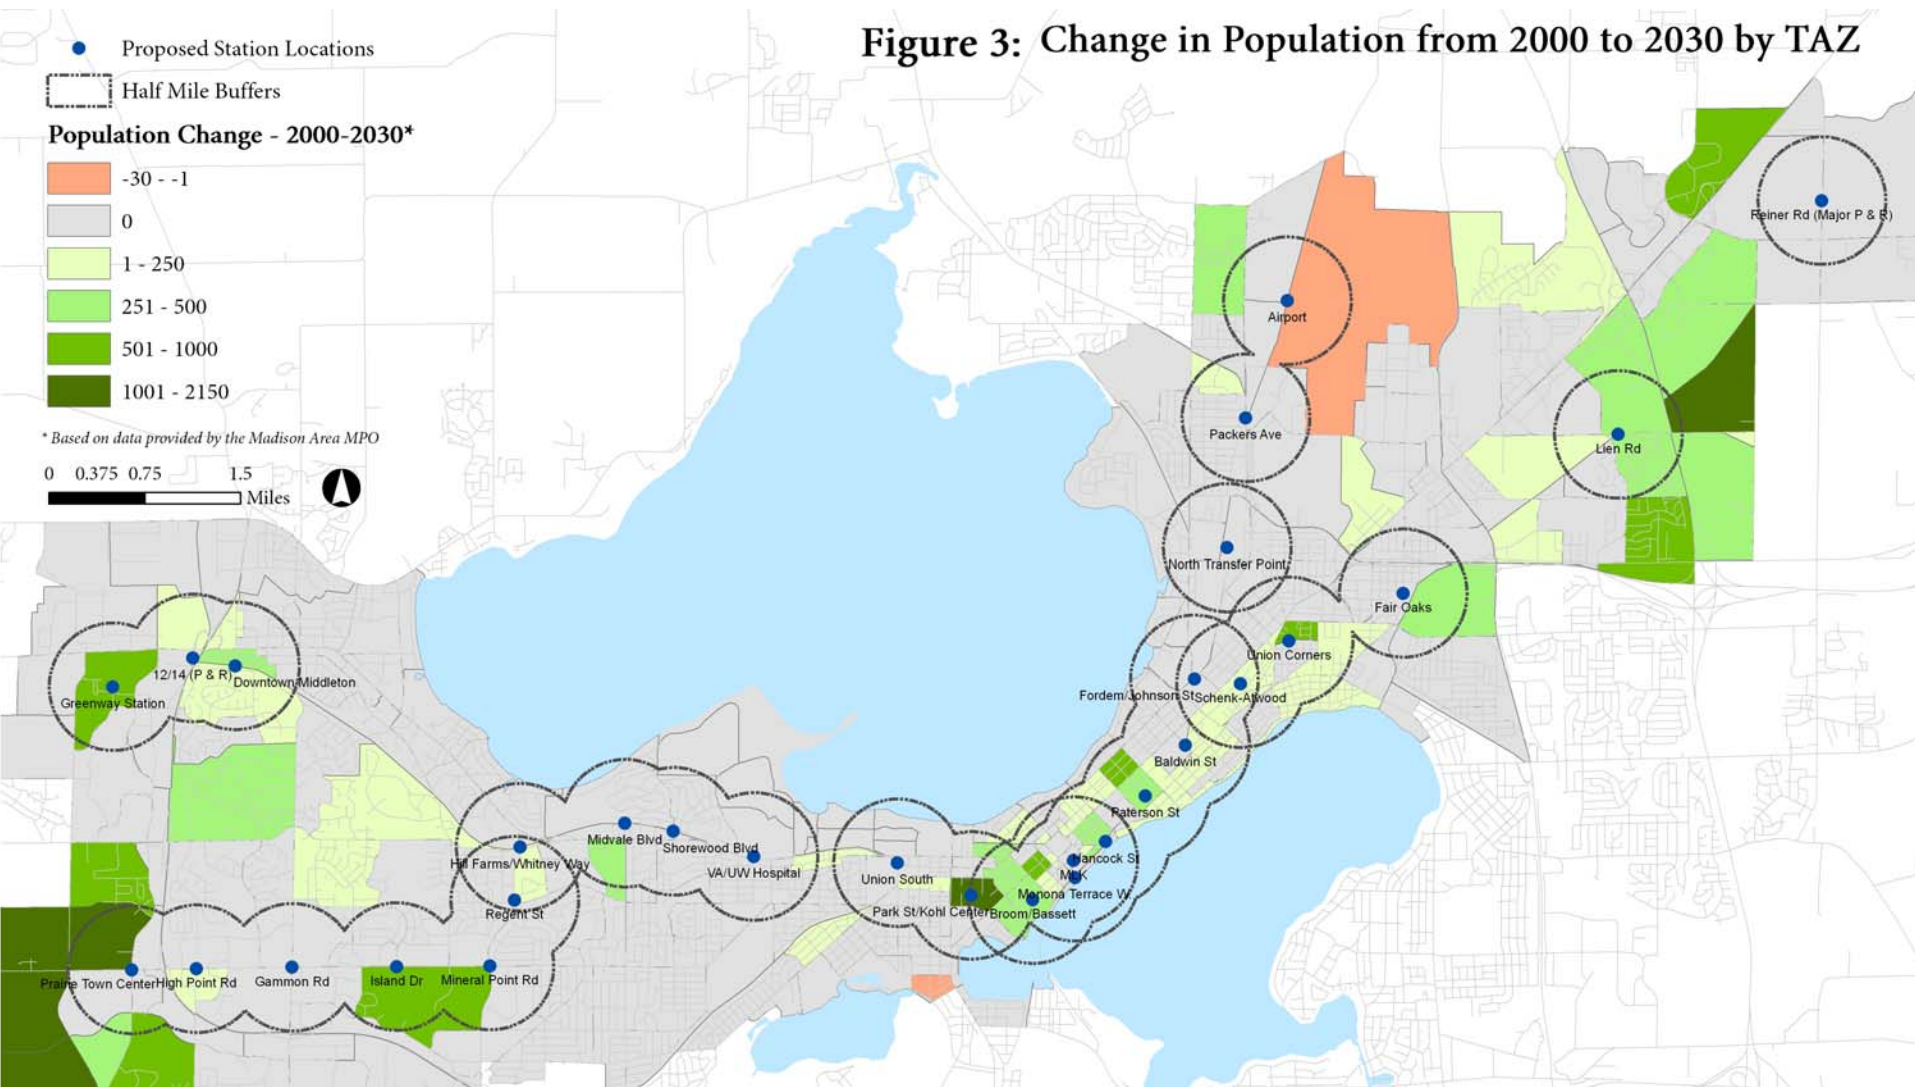 Figure 3: Change in Population from 2000 to 2030 by TAZ
Proposed Station Locations
Half Mile Buffers
Population Change - 2000-2030*
-30 - -1
0
1 - 250
251 - 500
501 - 1000
1001 - 2150
* Based on data provided by the Madison Area MPO
0 0.375 0.75 1.5
Miles
Reiner Rd (Major P & R)
Airport
Packers Ave
Lien Rd
North Transfer Point
Fair Oaks
Union Corners
Fordem/Johnson St
Schenk-Atwood
Baldwin St
Paterson St
Hancock St
MLK
Monona Terrace W.
Broom/Bassett
Park St/Kohl Center
Union South
VA/UW Hospital
Shorewood Blvd
Midvale Blvd
Hill Farms/Whitney Way
Regent St
12/14 (P & R)
Downtown Middleton
Greenway Station
Prairie Town Center
High Point Rd
Gammon Rd
Island Dr
Mineral Point Rd